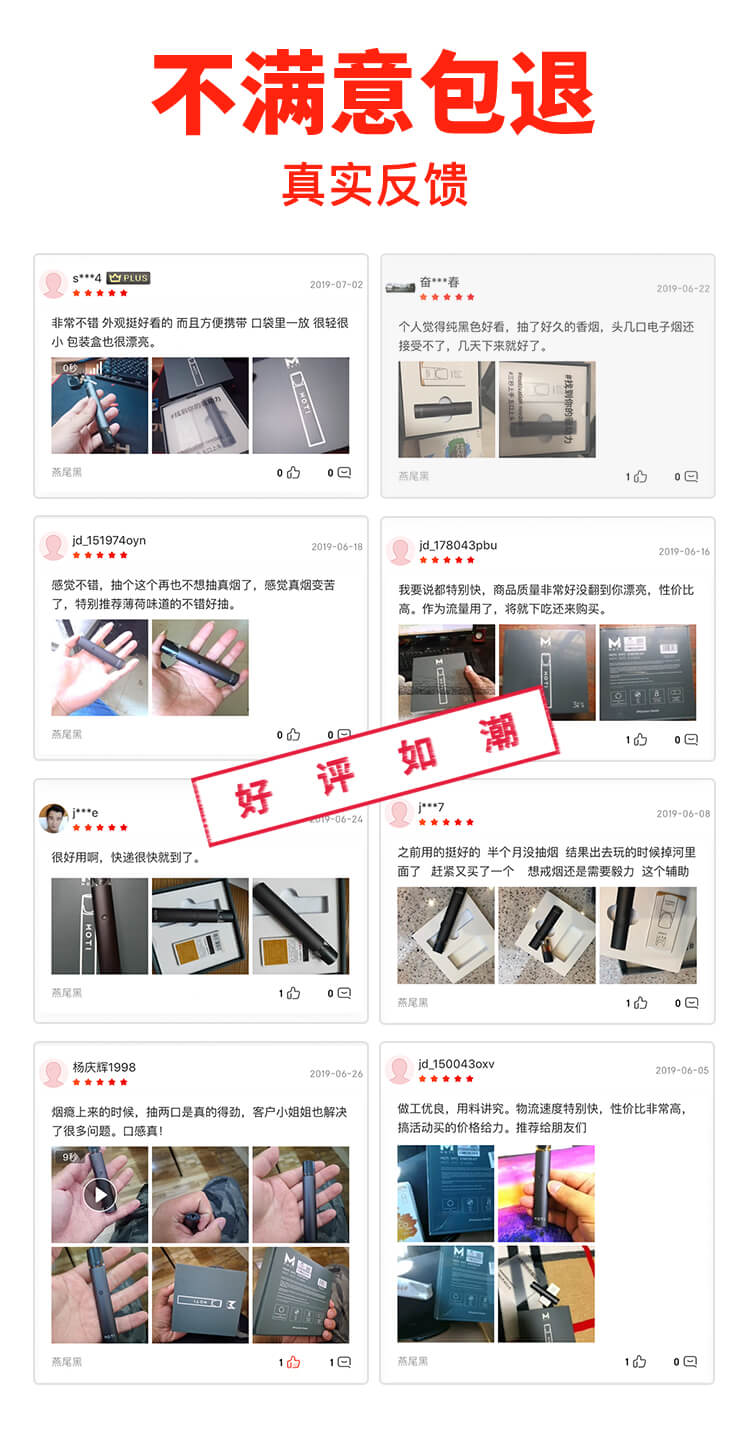 不满意包退
真实反馈
s***4 PLUS
2019-07-02
非常不错 外观挺好看的 而且方便携带 口袋里一放 很轻很
小 包装盒也很漂亮。
0秒
#找到你的魅力
MOTI
燕尾黑
0
0
奋***春
2019-06-22
个人觉得纯黑色好看，抽了好久的香烟，头几口电子烟还
接受不了，几天下来就好了。
燕尾黑
1
0
jd_151974oyn
2019-06-18
感觉不错，抽个这个再也不想抽真烟了，感觉真烟变苦
了，特别推荐薄荷味道的不错好抽。
燕尾黑
0
0
jd_178043pbu
2019-06-16
我要说都特别快，商品质量非常好没翻到你漂亮，性价比
高。作为流量用了，将就下吃还来购买。
MOTI
1
0
好评如潮
j***e
2019-06-24
很好用啊，快递很快就到了。
MOTI
燕尾黑
1
0
j***7
2019-06-08
之前用的挺好的 半个月没抽烟 结果出去玩的时候掉河里
面了 赶紧又买了一个 想戒烟还是需要毅力 这个辅助
燕尾黑
1
0
杨庆辉1998
2019-06-26
烟瘾上来的时候，抽两口是真的得劲，客户小姐姐也解决
了很多问题。口感真！
9秒
MOTI
燕尾黑
1
1
jd_150043oxv
2019-06-05
做工优良，用料讲究。物流速度特别快，性价比非常高，
搞活动买的价格给力。推荐给朋友们
MOTI
燕尾黑
1
0